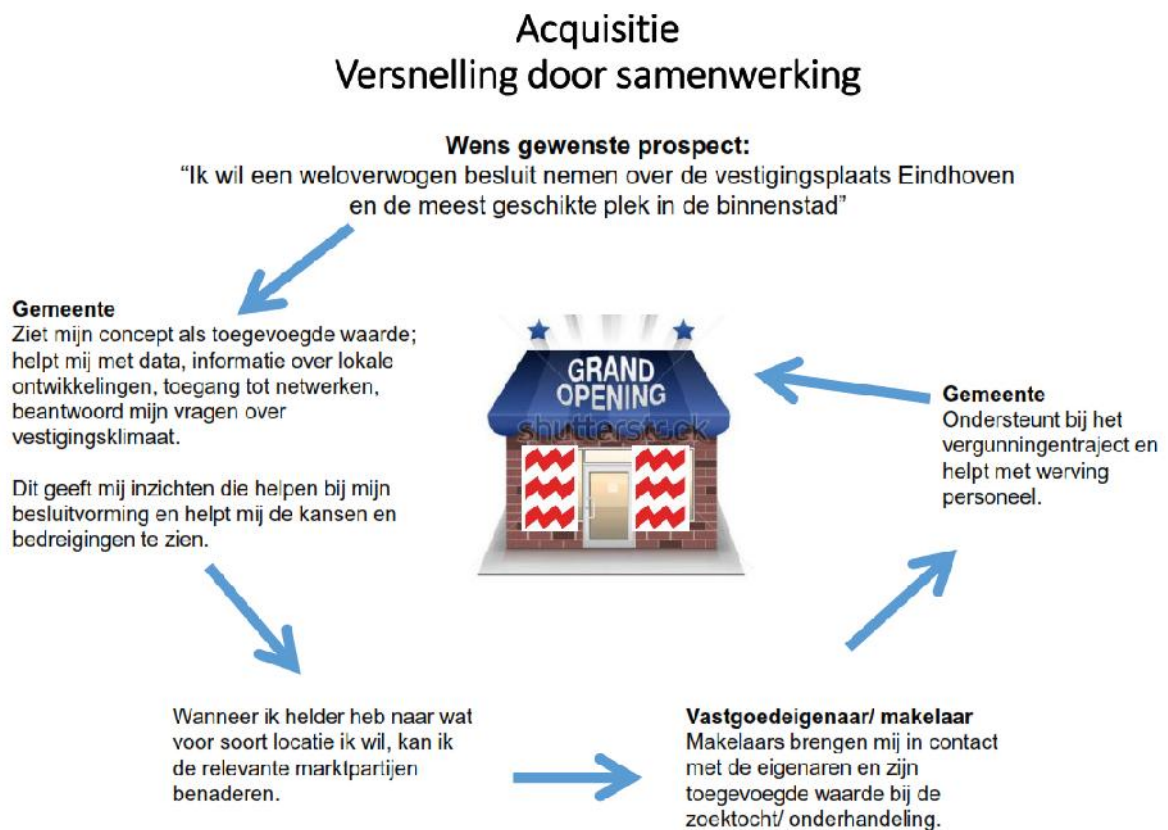 Acquisitie
Versnelling door samenwerking
Wens gewenste prospect:
“Ik wil een weloverwogen besluit nemen over de vestigingsplaats Eindhoven
en de meest geschikte plek in de binnenstad”
Gemeente
Ziet mijn concept als toegevoegde waarde;
helpt mij met data, informatie over lokale
ontwikkelingen, toegang tot netwerken,
beantwoord mijn vragen over
vestigingsklimaat.
Dit geeft mij inzichten die helpen bij mijn
besluitvorming en helpt mij de kansen en
bedreigingen te zien.
Wanneer ik helder heb naar wat
voor soort locatie ik wil, kan ik
de relevante marktpartijen
benaderen.
Vastgoedeigenaar/ makelaar
Makelaars brengen mij in contact
met de eigenaren en zijn
toegevoegde waarde bij de
zoektocht/ onderhandeling.
Gemeente
Ondersteunt bij het
vergunningentraject en
helpt met werving
personeel.
GRAND
OPENING
shutterstock